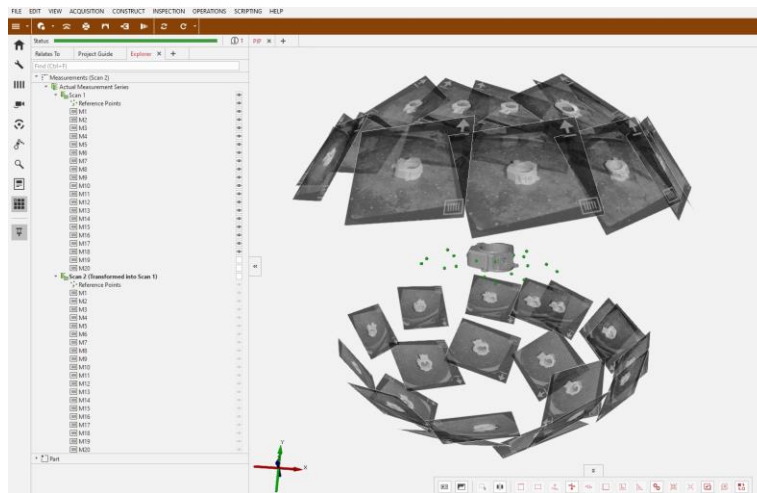 FILE EDIT VIEW ACQUISITION CONSTRUCT INSPECTION OPERATIONS SCRIPTING HELP
Status 1 PIP × +
Relates To Project Guide Explorer × +
Find (Ctrl+F)
Measurements (Scan 2)
Actual Measurement Series
Scan 1
Reference Points
M1
M2
M3
M4
M5
M6
M7
M8
M9
M10
M11
M12
M13
M14
M15
M16
M17
M18
M19
M20
Scan 2 (Transformed Into Scan 1)
Reference Points
M1
M2
M3
M4
M5
M6
M7
M8
M9
M10
M11
M12
M13
M14
M15
M16
M17
M18
M19
M20
Part
Y
X